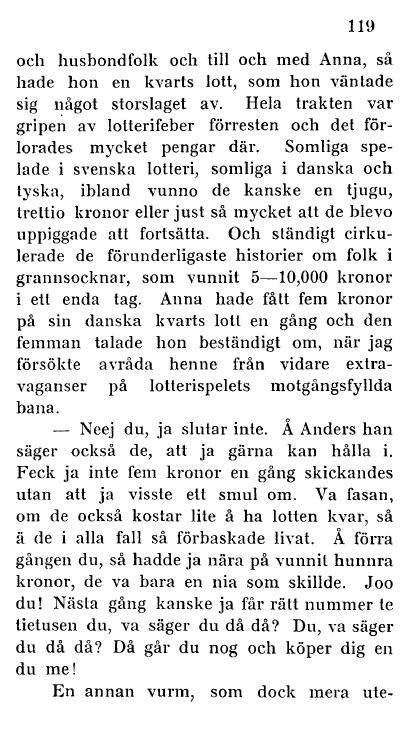 119
och husbondfolk och till och med Anna, så
hade hon en kvarts lott, som hon väntade
sig något storslaget av. Hela trakten var
gripen av lotterifeber förresten och det för-
lorades mycket pengar där. Somliga spe-
lade i svenska lotteri, somliga i danska och
tyska, ibland vunno de kanske en tjugu,
trettio kronor eller just så mycket att de blevo
uppiggade att fortsätta. Och ständigt cirku-
lerade de förunderligaste historier om folk i
grannsocknar, som vunnit 5—10,000 kronor
i ett enda tag. Anna hade fått fem kronor
på sin danska kvarts lott en gång och den
femman talade hon beständigt om, när jag
försökte avråda henne från vidare extra-
vaganser på lotterispelets motgångsfyllda
bana.
— Neej du, ja slutar inte. Å Anders han
säger också de, att ja gärna kan hålla i.
Feck ja inte fem kronor en gång skickandes
utan att ja visste ett smul om. Va fasan,
om de också kostar lite å ha lotten kvar, så
ä de i alla fall så förbaskade livat. Å förra
gången du, så hadde ja nära på vunnit hunnra
kronor, de va bara en nia som skillde. Joo
du! Nästa gång kanske ja får rätt nummer te
tietusen du, va säger du då då? Du, va säger
du då då? Då går du nog och köper dig en
du me!
En annan vurm, som dock mera ute-